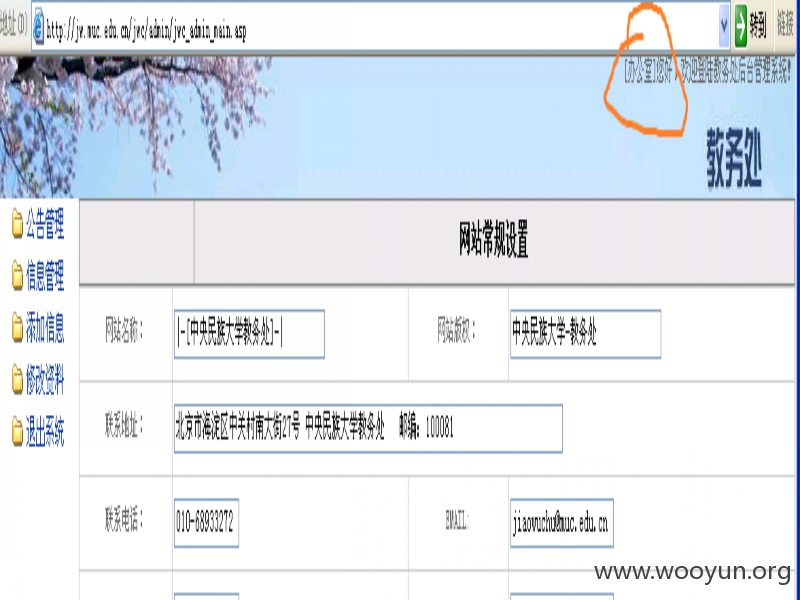 地址(D) http://jw.muc.edu.cn/jwc/admin/jwc_admin_main.asp 转到 链接
[办公室]您好，欢迎登陆教务处后台管理系统!
教务处
公告管理
信息管理
添加信息
修改资料
退出系统
网站常规设置
网站名称： |-[中央民族大学教务处]-| 网站版权： 中央民族大学-教务处
联系地址： 北京市海淀区中关村南大街27号 中央民族大学教务处 邮编：100081
联系电话： 010-68933272 EMAIL: jiaowuchu@muc.edu.cn
www.wooyun.org